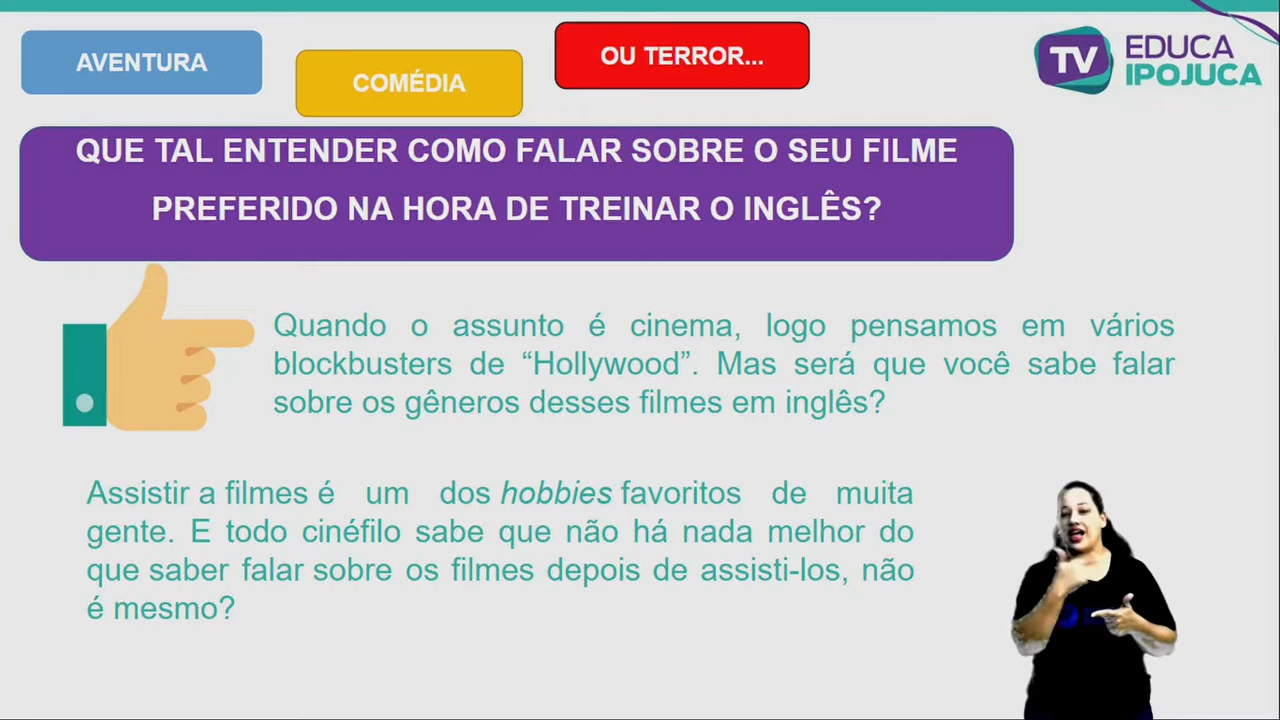 AVENTURA
COMÉDIA
OU TERROR...
TV EDUCA
IPOJUCA
QUE TAL ENTENDER COMO FALAR SOBRE O SEU FILME
PREFERIDO NA HORA DE TREINAR O INGLÊS?
Quando o assunto é cinema, logo pensamos em vários
blockbusters de “Hollywood”. Mas será que você sabe falar
sobre os gêneros desses filmes em inglês?
Assistir a filmes é um dos hobbies favoritos de muita
gente. E todo cinéfilo sabe que não há nada melhor do
que saber falar sobre os filmes depois de assisti-los, não
é mesmo?